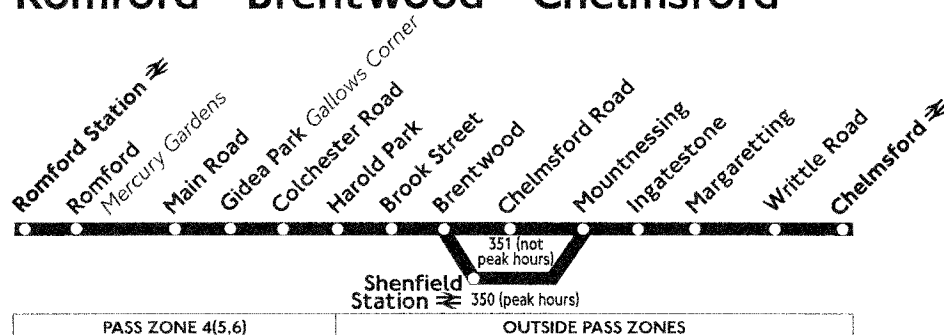 Romford Brentwood Chelmsford
Romford Station
Romford
Mercury Gardens
Main Road
Gidea Park Gallows Corner
Colchester Road
Harold Park
Brook Street
Brentwood
Chelmsford Road
Mountnessing
Ingatestone
Margaretting
Writtle Road
Chelmsford
351 (not
peak hours)
Shenfield
Station
350 (peak hours)
PASS ZONE 4(5,6)
OUTSIDE PASS ZONES